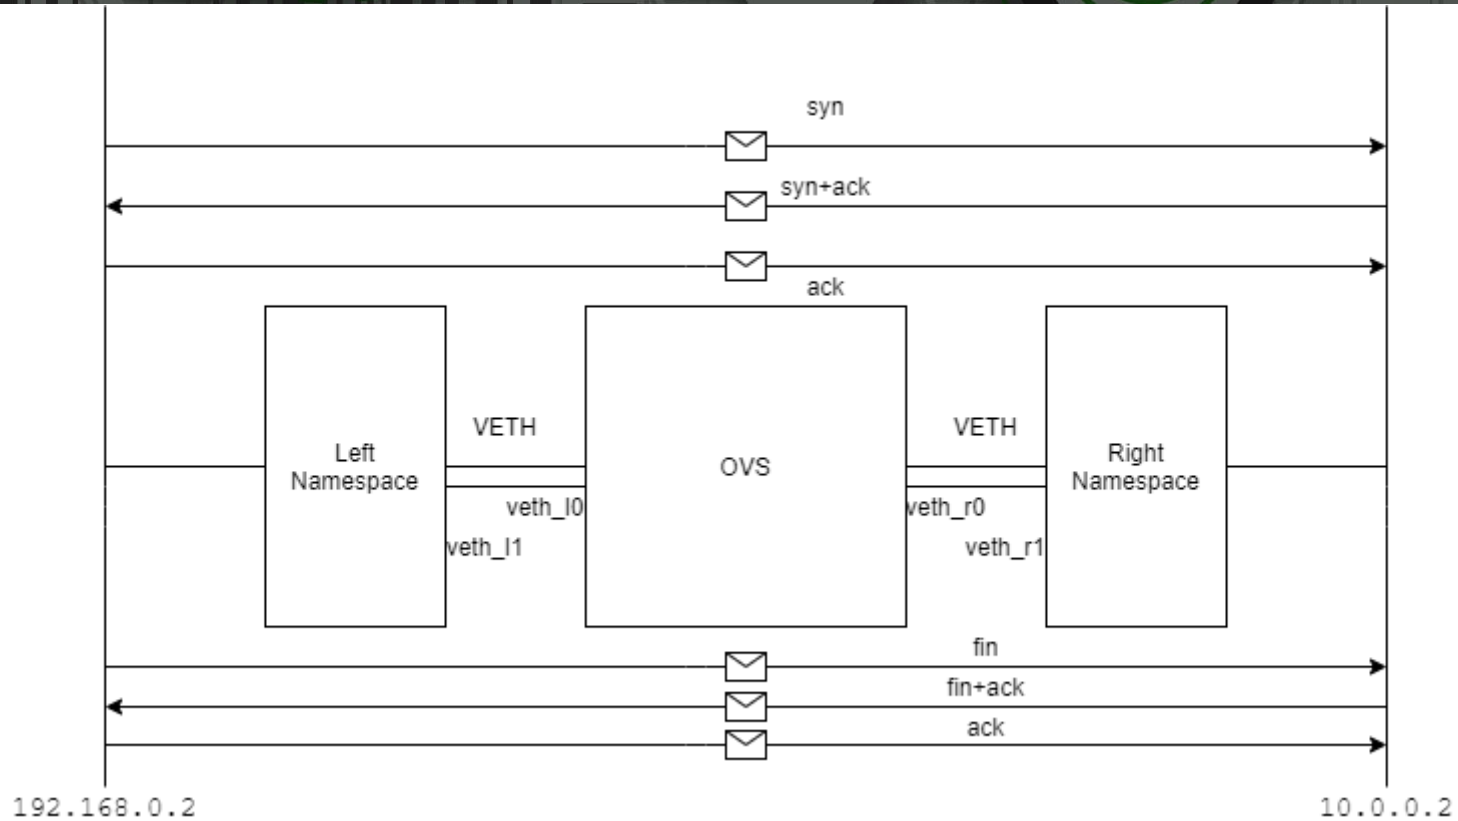 syn
syn+ack
ack
VETH
VETH
Left
Namespace
OVS
Right
Namespace
veth_l0
veth_r0
veth_l1
veth_r1
fin
fin+ack
ack
192.168.0.2
10.0.0.2